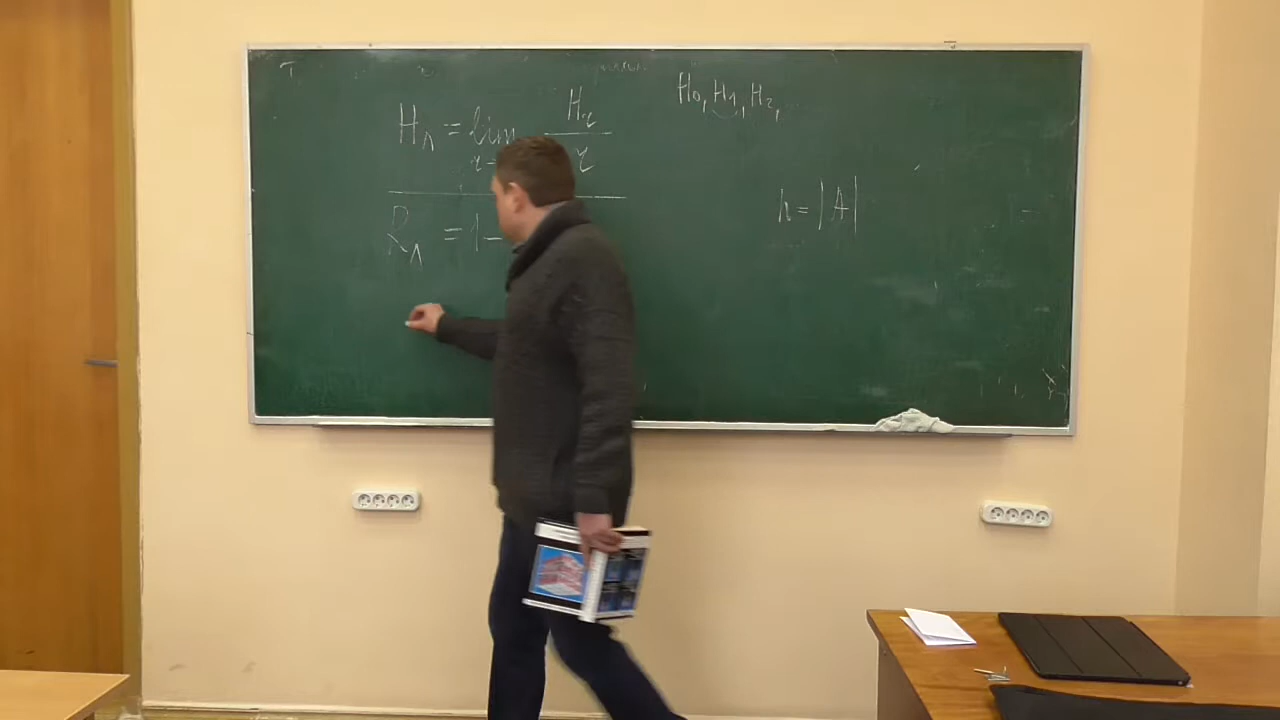 H_Λ = lim H_r / r
r-
R_Λ = 1 -
H₀, H₁, H₂,
h = |A|